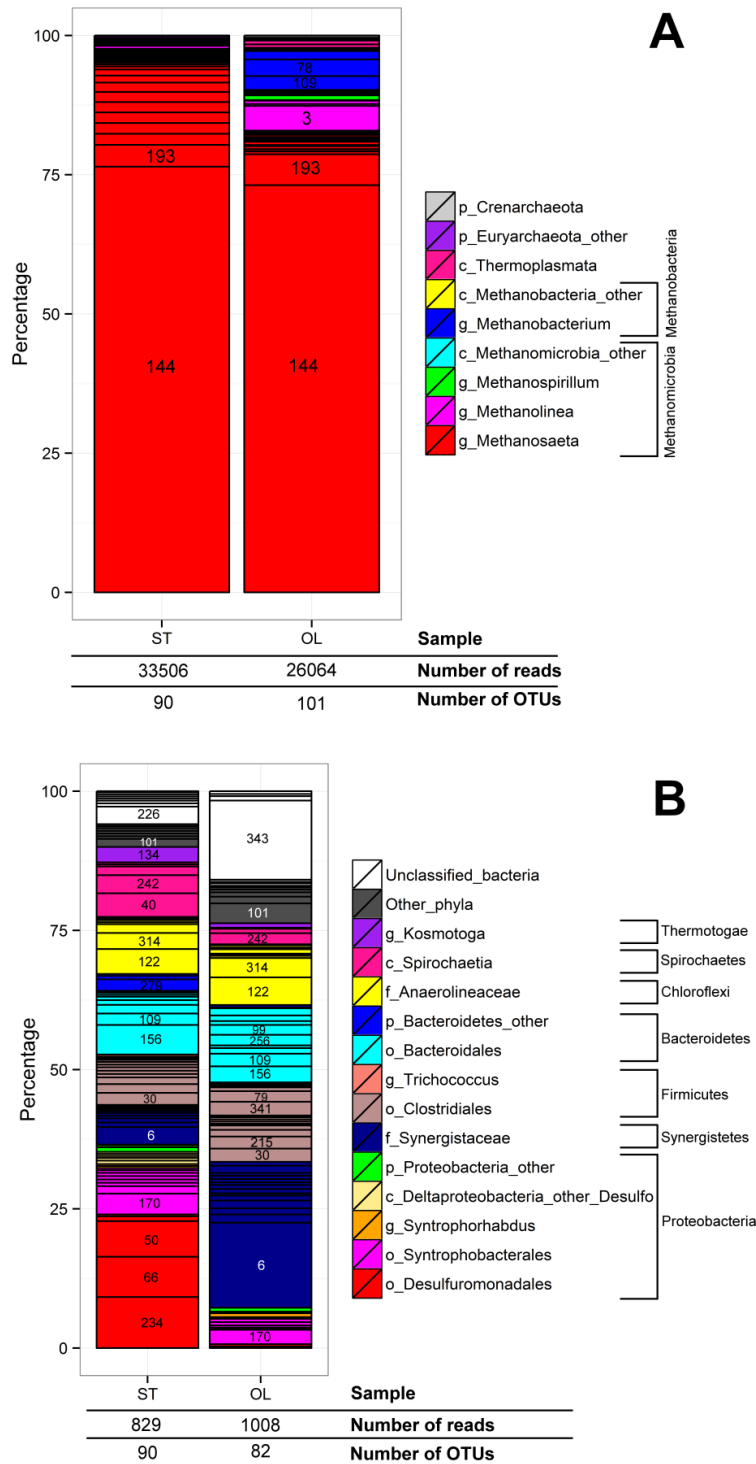 A
100
75
50
25
0
Percentage
193
144
78
109
3
193
144
p_Crenarchaeota
p_Euryarchaeota_other
c_Thermoplasmata
c_Methanobacteria_other
g_Methanobacterium
c_Methanomicrobia_other
g_Methanospirillum
g_Methanolinea
g_Methanosaeta
Methanobacteria
Methanomicrobia
ST OL Sample
33506 26064 Number of reads
90 101 Number of OTUs
B
100
75
50
25
0
Percentage
226
101
134
242
40
314
122
278
109
156
30
6
170
50
66
234
343
101
242
314
122
99
256
109
156
79
341
215
30
6
170
Unclassified_bacteria
Other_phyla
g_Kosmotoga
c_Spirochaetia
f_Anaerolineaceae
p_Bacteroidetes_other
o_Bacteroidales
g_Trichococcus
o_Clostridiales
f_Synergistaceae
p_Proteobacteria_other
c_Deltaproteobacteria_other_Desulfo
g_Syntrophorhabdus
o_Syntrophobacterales
o_Desulfuromonadales
Thermotogae
Spirochaetes
Chloroflexi
Bacteroidetes
Firmicutes
Synergistetes
Proteobacteria
ST OL Sample
829 1008 Number of reads
90 82 Number of OTUs